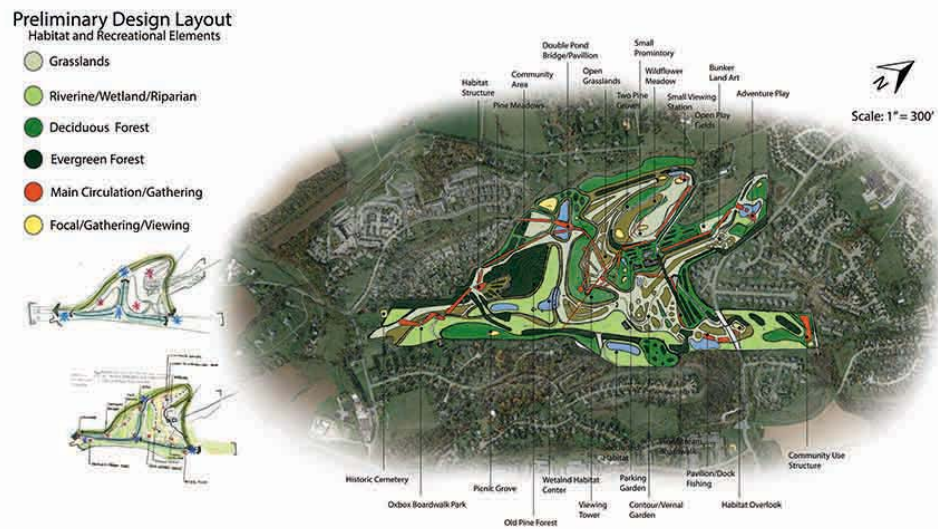 Preliminary Design Layout
Habitat and Recreational Elements
Grasslands
Riverine/Wetland/Riparian
Deciduous Forest
Evergreen Forest
Main Circulation/Gathering
Focal/Gathering/Viewing
Habitat
Structure
Pine Meadows
Community
Area
Double Pond
Bridge/Pavillion
Open
Grasslands
Two Pine
Small
Promintory
Wildflower
Meadow
Small Viewing
Station
Open Play
Fields
Bunker
Land Art
Adventure Play
Z
Scale: 1"= 300'
Historic Cemetery
Oxbox Boardwalk Park
Picnic Grove
Old Pine Forest
Wetalnd Habitat
Center
Viewing
Tower
Habitat
Parking
Garden
Contour/Vernal
Garden
Pavilion/Dock
Fishing
Habitat Overlook
Community Use
Structure